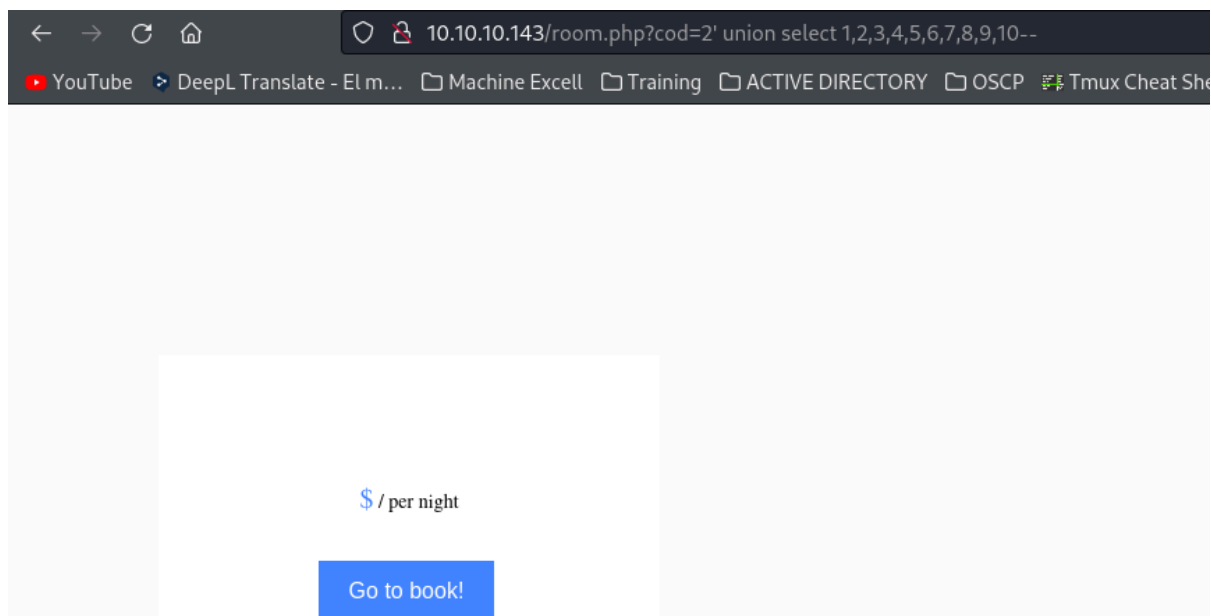 10.10.10.143/room.php?cod=2' union select 1,2,3,4,5,6,7,8,9,10--
YouTube DeepL Translate - El m... Machine Excell Training ACTIVE DIRECTORY OSCP Tmux Cheat She
$ / per night
Go to book!